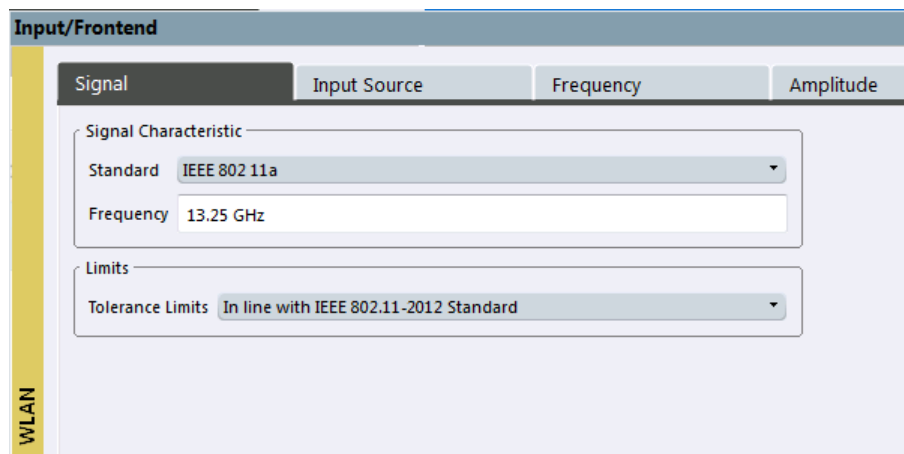 Input/Frontend
Signal
Input Source
Frequency
Amplitude
Signal Characteristic
Standard IEEE 802 11a
Frequency 13.25 GHz
Limits
Tolerance Limits In line with IEEE 802.11-2012 Standard
WLAN